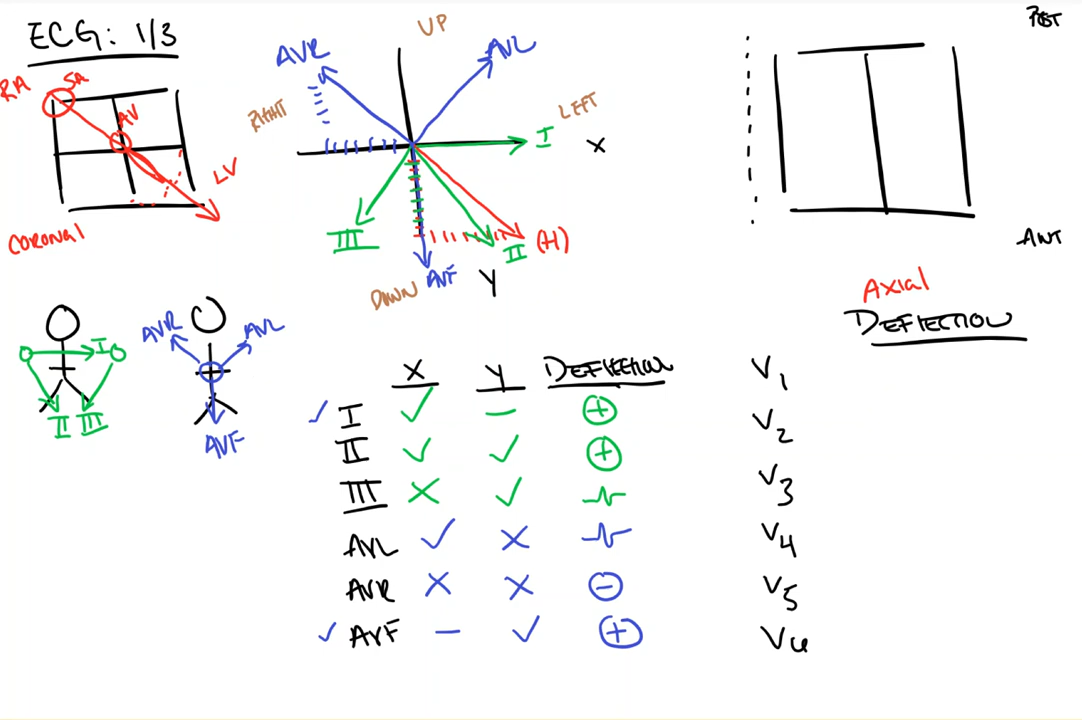 ECG: 1/3
RA
SA
AV
LV
CORONAL
UP
AVR
AVL
RIGHT
LEFT
I
X
III
II
(H)
AVF
DOWN
Y
POST
ANT
I
II
III
AVR
AVL
AVF
X Y DEFLECTION
✓ I ✓ — +
II ✓ ✓ +
III X ✓
AVL ✓ X
AVR X X −
✓ AVF — ✓ +
Axial
DEFLECTION
V1
V2
V3
V4
V5
V6